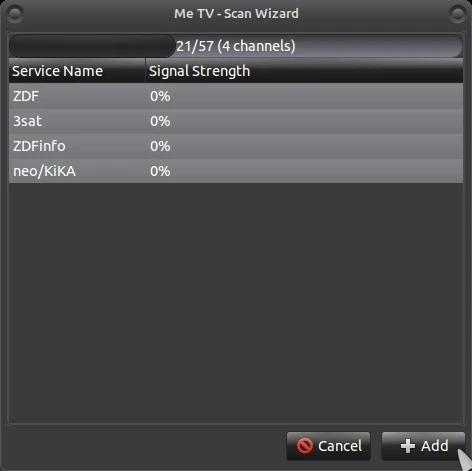 Me TV - Scan Wizard
21/57 (4 channels)
Service Name Signal Strength
ZDF 0%
3sat 0%
ZDFinfo 0%
neo/KiKA 0%
Cancel Add